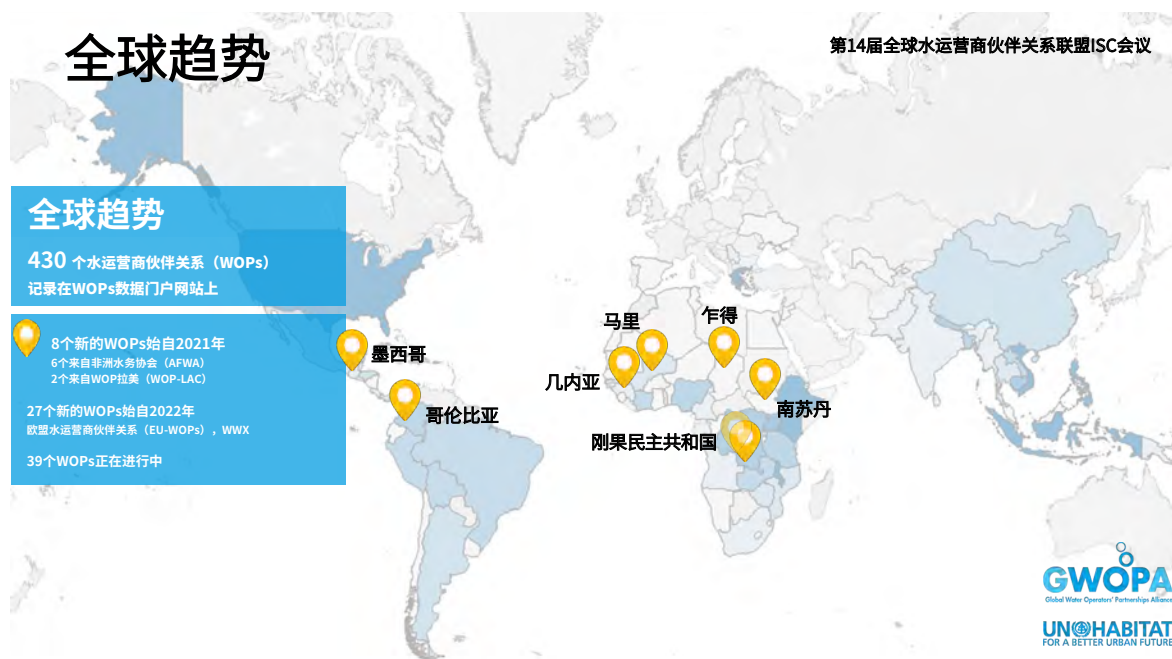 全球趋势
第14届全球水运营商伙伴关系联盟ISC会议
全球趋势
430 个水运营商伙伴关系（WOPs）
记录在WOPs数据门户网站上
8个新的WOPs始自2021年
6个来自非洲水务协会（AFWA）
2个来自WOP拉美（WOP-LAC）
27个新的WOPs始自2022年
欧盟水运营商伙伴关系（EU-WOPs），WWX
39个WOPs正在进行中
墨西哥
哥伦比亚
马里
乍得
几内亚
南苏丹
刚果民主共和国
GWOPA
Global Water Operators' Partnerships Alliance
UN HABITAT
FOR A BETTER URBAN FUTURE